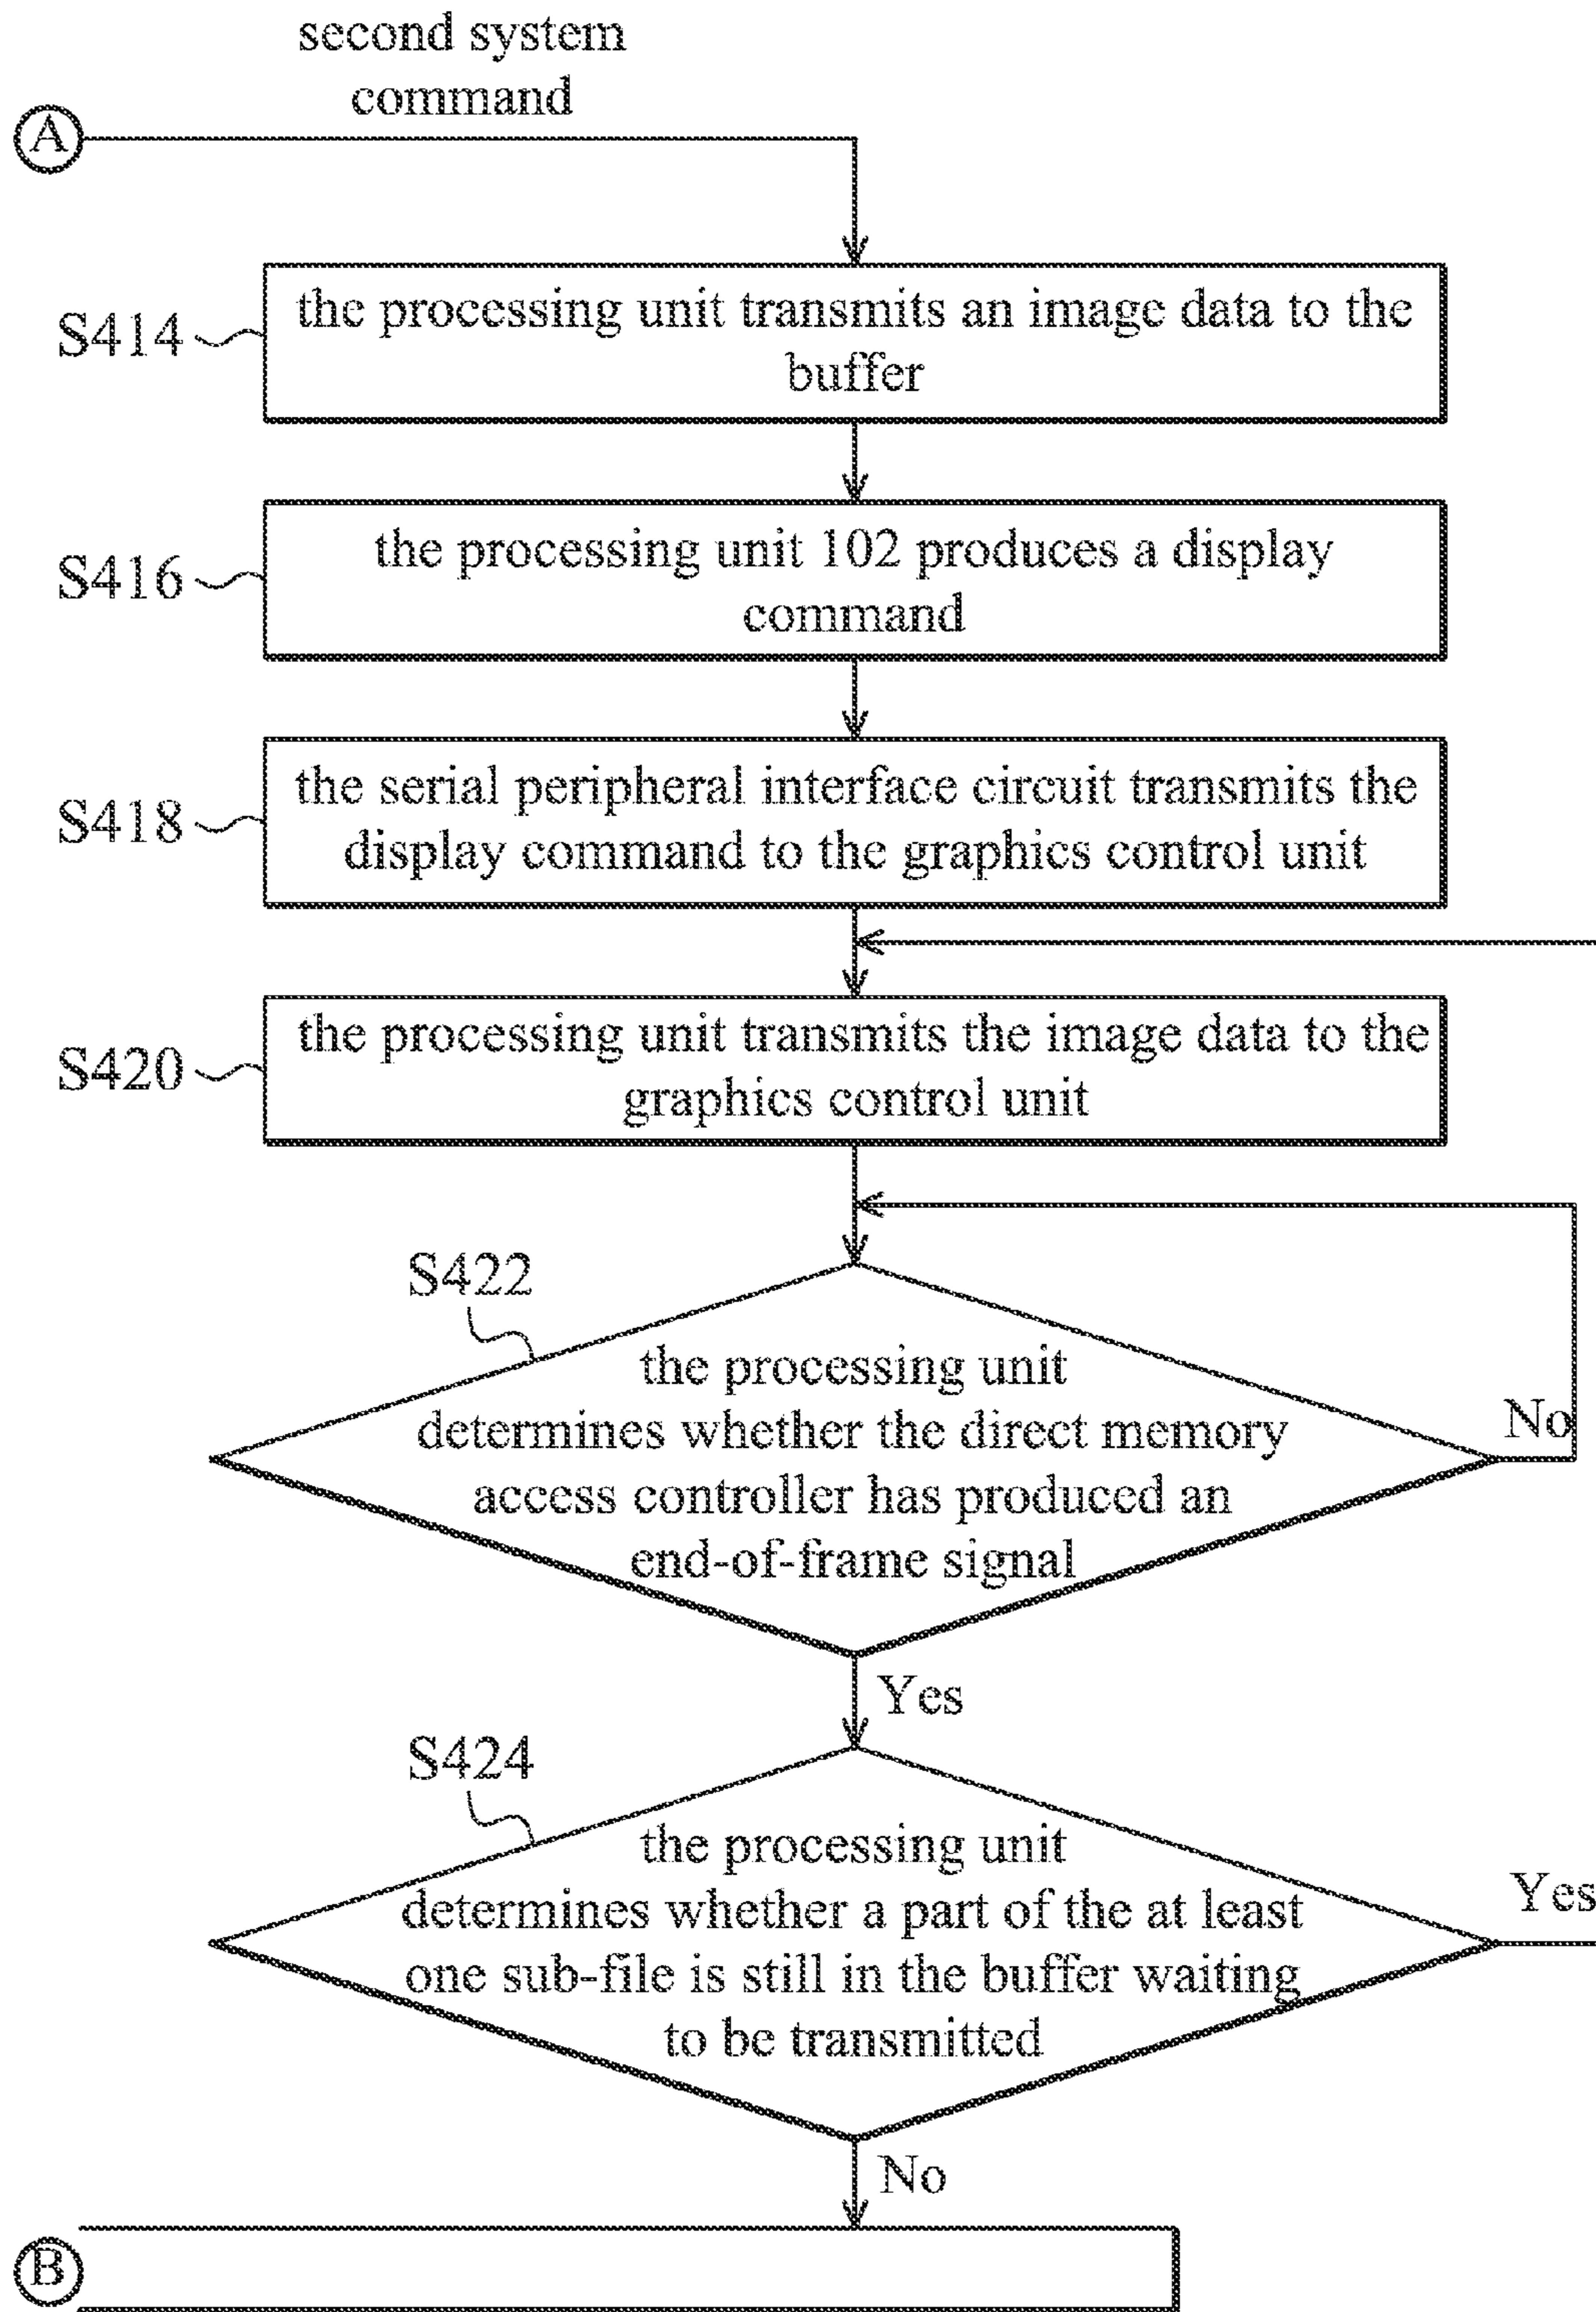 second system
command
A
S414
the processing unit transmits an image data to the
buffer
S416
the processing unit 102 produces a display
command
S418
the serial peripheral interface circuit transmits the
display command to the graphics control unit
S420
the processing unit transmits the image data to the
graphics control unit
S422
the processing unit
determines whether the direct memory
access controller has produced an
end-of-frame signal
No
Yes
S424
the processing unit
determines whether a part of the at least
one sub-file is still in the buffer waiting
to be transmitted
Yes
No
B